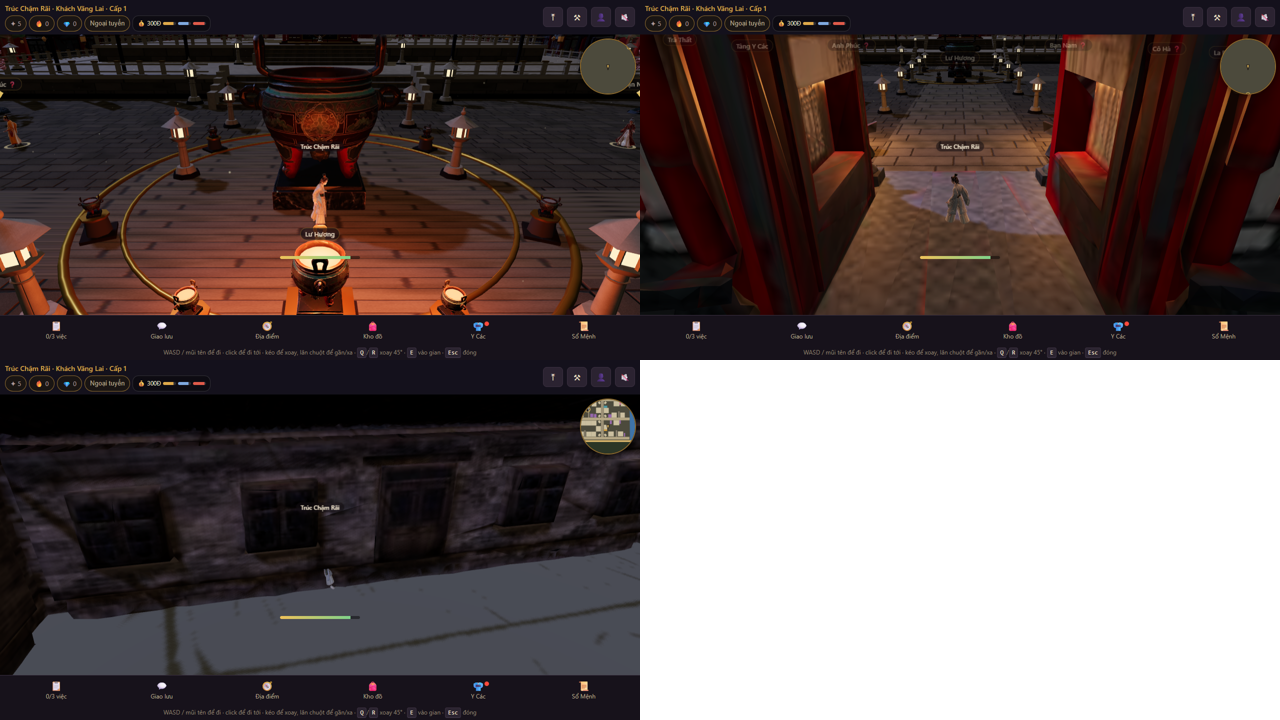 Trúc Chậm Rãi · Khách Vãng Lai · Cấp 1
5 0 0 Ngoại tuyến 300Đ
Trúc Chậm Rãi
Lư Hương
0/3 việc Giao lưu Địa điểm Kho đồ Y Các Sổ Mệnh
WASD / mũi tên để đi · click để đi tới · kéo để xoay, lăn chuột để gần/xa · Q / R xoay 45° · E vào gian · Esc đóng
Trúc Chậm Rãi · Khách Vãng Lai · Cấp 1
5 0 0 Ngoại tuyến 300Đ
Trà Thất Tàng Y Các Anh Phúc ? Lư Hương Cô Hà ?
Trúc Chậm Rãi
0/3 việc Giao lưu Địa điểm Kho đồ Y Các Sổ Mệnh
WASD / mũi tên để đi · click để đi tới · kéo để xoay, lăn chuột để gần/xa · Q / R xoay 45° · E vào gian · Esc đóng
Trúc Chậm Rãi · Khách Vãng Lai · Cấp 1
5 0 0 Ngoại tuyến 300Đ
Trúc Chậm Rãi
0/3 việc Giao lưu Địa điểm Kho đồ Y Các Sổ Mệnh
WASD / mũi tên để đi · click để đi tới · kéo để xoay, lăn chuột để gần/xa · Q / R xoay 45° · E vào gian · Esc đóng